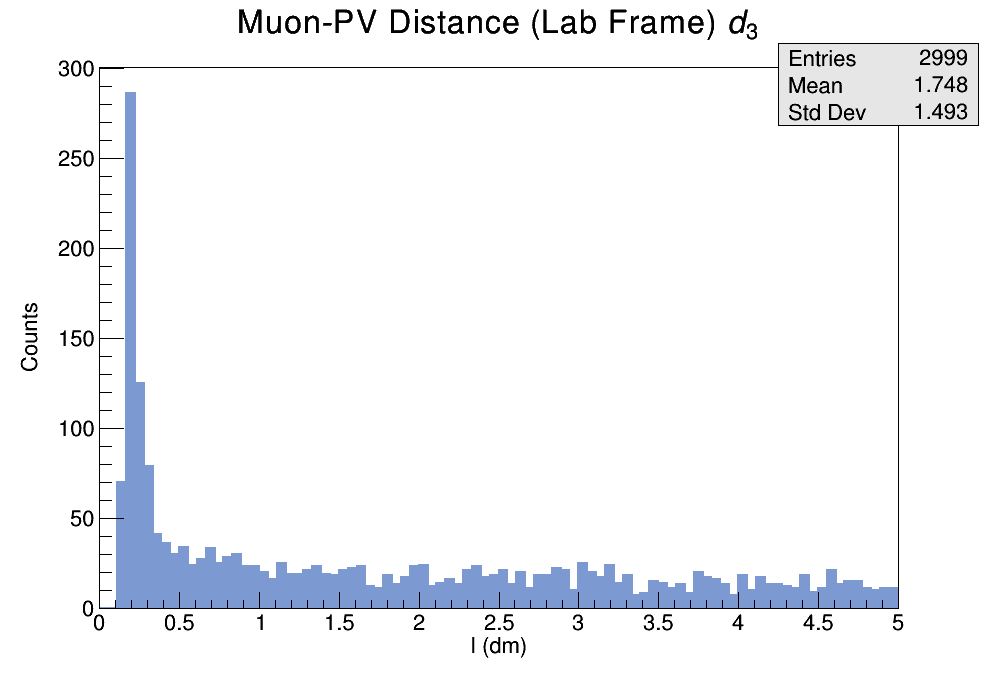 Muon-PV Distance (Lab Frame) d₃
Entries 2999
Mean 1.748
Std Dev 1.493
300
250
200
150
100
50
0
Counts
0 0.5 1 1.5 2 2.5 3 3.5 4 4.5 5
l (dm)